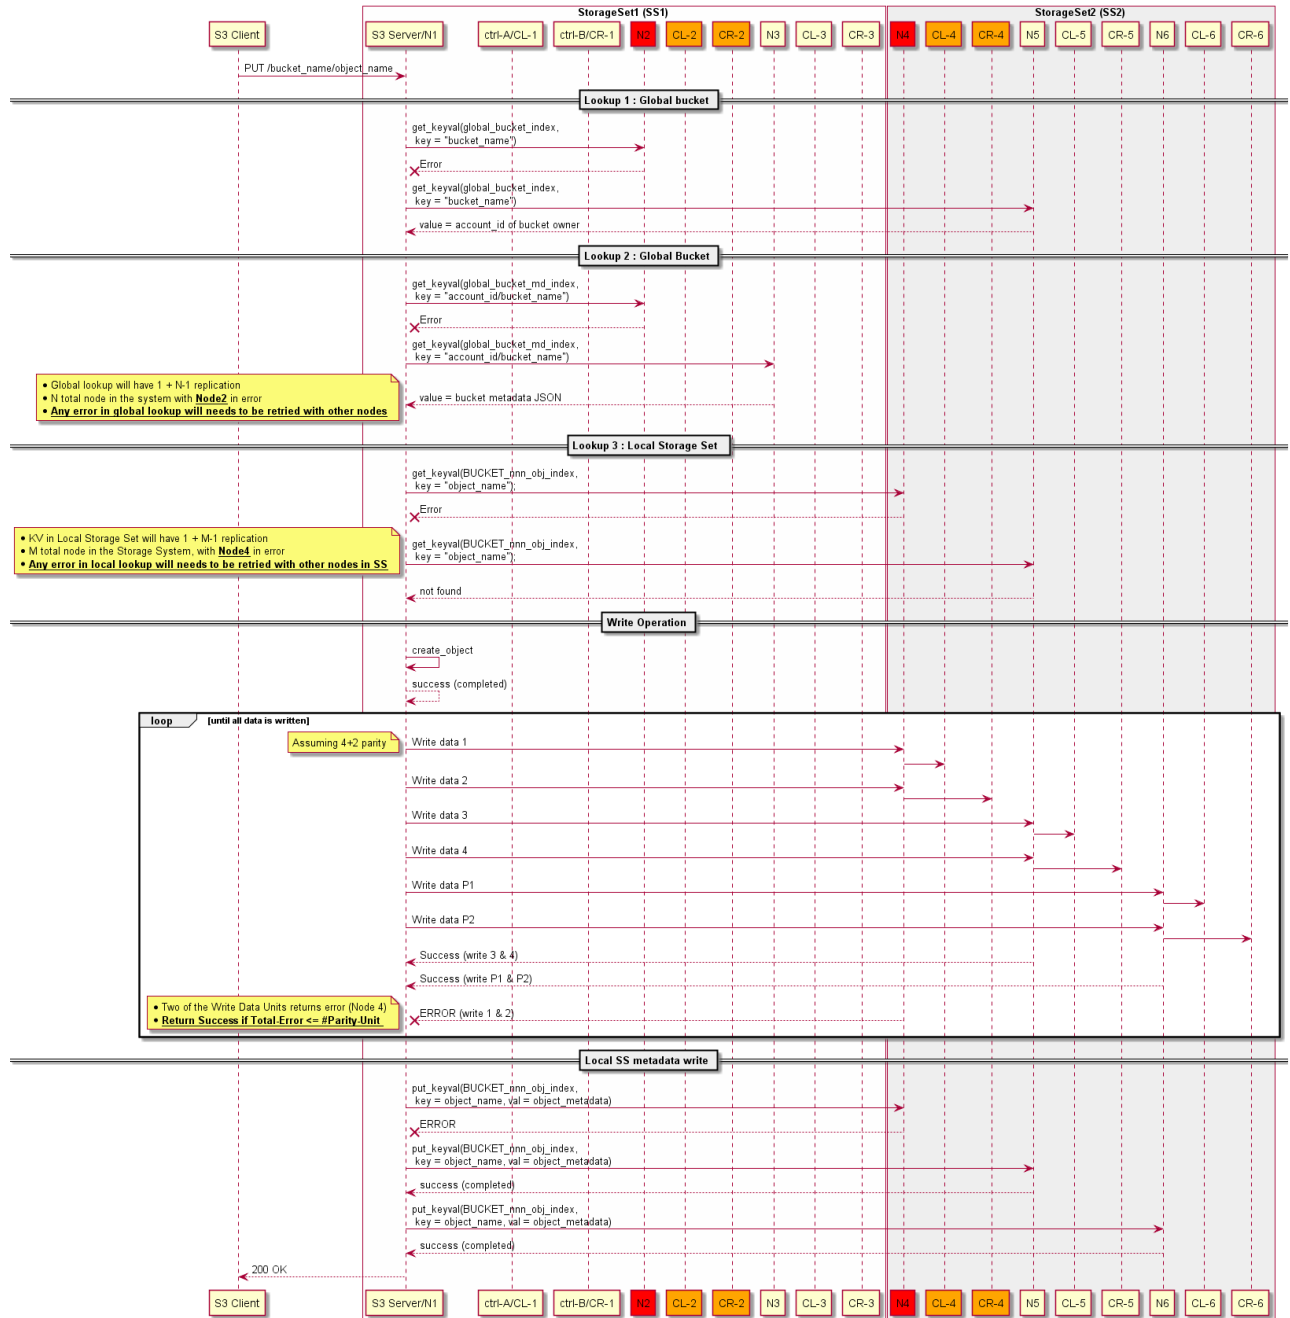 StorageSet1 (SS1)
StorageSet2 (SS2)
S3 Client
S3 Server/N1
ctrl-A/CL-1
ctrl-B/CR-1
N2
CL-2
CR-2
N3
CL-3
CR-3
N4
CL-4
CR-4
N5
CL-5
CR-5
N6
CL-6
CR-6
PUT /bucket_name/object_name
Lookup 1 : Global bucket
get_keyval(global_bucket_index,
key = "bucket_name")
Error
get_keyval(global_bucket_index,
key = "bucket_name")
value = account_id of bucket owner
Lookup 2 : Global Bucket
get_keyval(global_bucket_md_index,
key = "account_id/bucket_name")
Error
get_keyval(global_bucket_md_index,
key = "account_id/bucket_name")
• Global lookup will have 1 + N-1 replication
• N total node in the system with Node2 in error
• Any error in global lookup will needs to be retried with other nodes
value = bucket metadata JSON
Lookup 3 : Local Storage Set
get_keyval(BUCKET_nnn_obj_index,
key = "object_name");
Error
• KV in Local Storage Set will have 1 + M-1 replication
• M total node in the Storage System, with Node4 in error
• Any error in local lookup will needs to be retried with other nodes in SS
get_keyval(BUCKET_nnn_obj_index,
key = "object_name");
not found
Write Operation
create_object
success (completed)
loop
[until all data is written]
Assuming 4+2 parity
Write data 1
Write data 2
Write data 3
Write data 4
Write data P1
Write data P2
Success (write 3 & 4)
Success (write P1 & P2)
• Two of the Write Data Units returns error (Node 4)
• Return Success if Total-Error <= #Parity-Unit
ERROR (write 1 & 2)
Local SS metadata write
put_keyval(BUCKET_nnn_obj_index,
key = object_name, val = object_metadata)
ERROR
put_keyval(BUCKET_nnn_obj_index,
key = object_name, val = object_metadata)
success (completed)
put_keyval(BUCKET_nnn_obj_index,
key = object_name, val = object_metadata)
success (completed)
200 OK
S3 Client
S3 Server/N1
ctrl-A/CL-1
ctrl-B/CR-1
N2
CL-2
CR-2
N3
CL-3
CR-3
N4
CL-4
CR-4
N5
CL-5
CR-5
N6
CL-6
CR-6